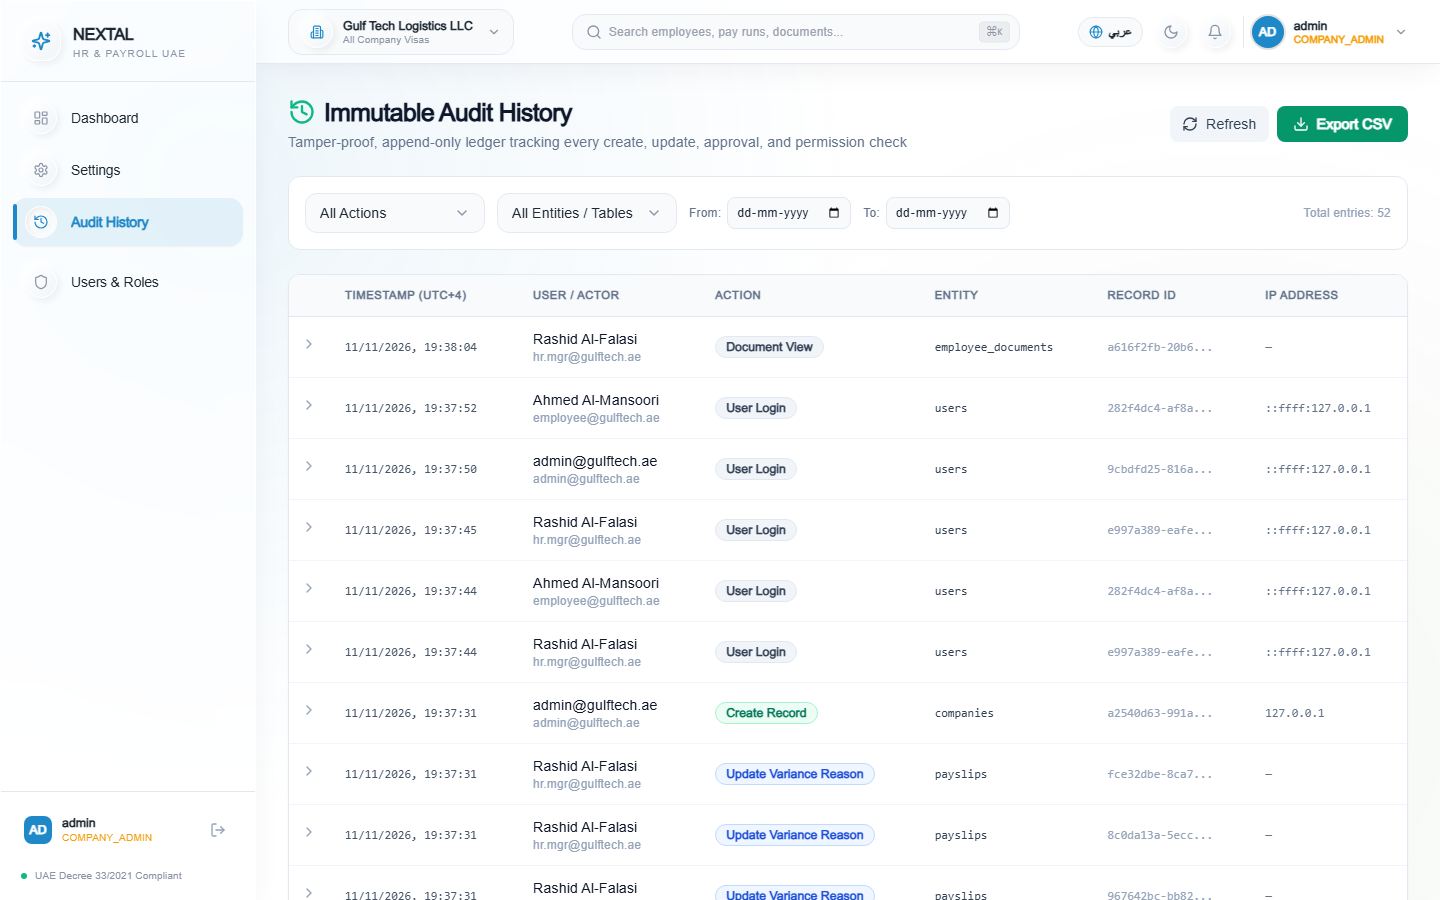 NEXTAL
HR & PAYROLL UAE
Dashboard
Settings
Audit History
Users & Roles
admin
AD
COMPANY_ADMIN
UAE Decree 33/2021 Compliant
Gulf Tech Logistics LLC
All Company Visas
Search employees, pay runs, documents...
⌘K
عربي
AD
admin
COMPANY_ADMIN
Immutable Audit History
Tamper-proof, append-only ledger tracking every create, update, approval, and permission check
Refresh
Export CSV
All Actions
All Entities / Tables
From: dd-mm-yyyy
To: dd-mm-yyyy
Total entries: 52
TIMESTAMP (UTC+4) USER / ACTOR ACTION ENTITY RECORD ID IP ADDRESS
11/11/2026, 19:38:04 Rashid Al-Falasi Document View employee_documents a616f2fb-20b6... —
hr.mgr@gulftech.ae
11/11/2026, 19:37:52 Ahmed Al-Mansoori User Login users 282f4dc4-af8a... ::ffff:127.0.0.1
employee@gulftech.ae
11/11/2026, 19:37:50 admin@gulftech.ae User Login users 9cbdfd25-816a... ::ffff:127.0.0.1
admin@gulftech.ae
11/11/2026, 19:37:45 Rashid Al-Falasi User Login users e997a389-eafe... ::ffff:127.0.0.1
hr.mgr@gulftech.ae
11/11/2026, 19:37:44 Ahmed Al-Mansoori User Login users 282f4dc4-af8a... ::ffff:127.0.0.1
employee@gulftech.ae
11/11/2026, 19:37:44 Rashid Al-Falasi User Login users e997a389-eafe... ::ffff:127.0.0.1
hr.mgr@gulftech.ae
11/11/2026, 19:37:31 admin@gulftech.ae Create Record companies a2540d63-991a... 127.0.0.1
admin@gulftech.ae
11/11/2026, 19:37:31 Rashid Al-Falasi Update Variance Reason payslips fce32dbe-8ca7... —
hr.mgr@gulftech.ae
11/11/2026, 19:37:31 Rashid Al-Falasi Update Variance Reason payslips 8c0da13a-5ecc... —
hr.mgr@gulftech.ae
11/11/2026, 19:37:31 Rashid Al-Falasi Update Variance Reason payslips 967642bc-bb82... —